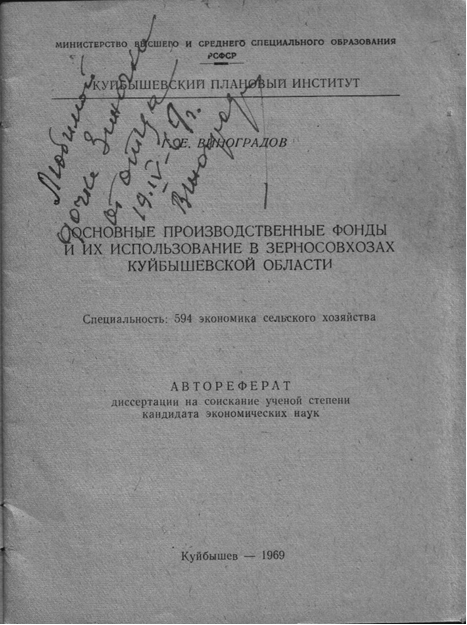 МИНИСТЕРСТВО ВЫСШЕГО И СРЕДНЕГО СПЕЦИАЛЬНОГО ОБРАЗОВАНИЯ
РСФСР
КУЙБЫШЕВСКИЙ ПЛАНОВЫЙ ИНСТИТУТ
Любимой
дочке Зиночке
от отца
19.IV-69г.
Виноградов
Е. ВИНОГРАДОВ
ОСНОВНЫЕ ПРОИЗВОДСТВЕННЫЕ ФОНДЫ
И ИХ ИСПОЛЬЗОВАНИЕ В ЗЕРНОСОВХОЗАХ
КУЙБЫШЕВСКОЙ ОБЛАСТИ
Специальность: 594 экономика сельского хозяйства
АВТОРЕФЕРАТ
диссертации на соискание ученой степени
кандидата экономических наук
Куйбышев — 1969